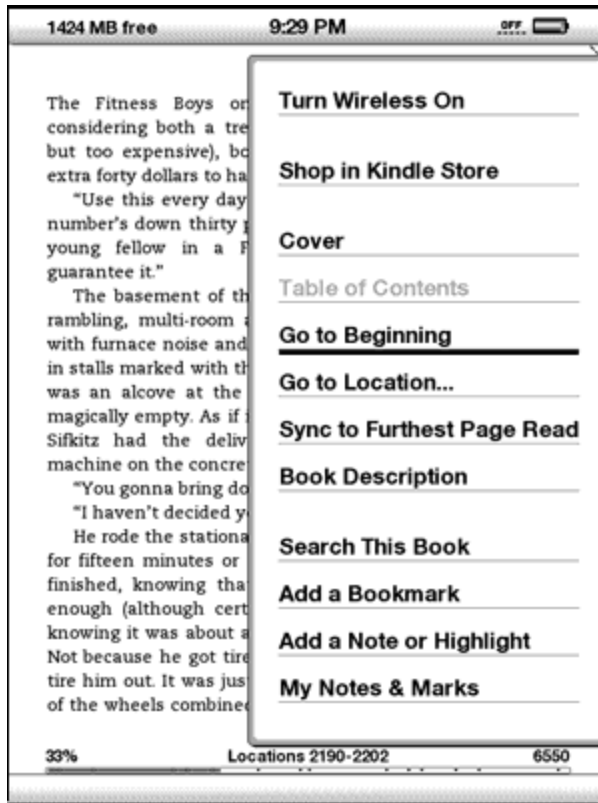 1424 MB free 9:29 PM OFF
The Fitness Boys or
considering both a tre
but too expensive), bo
extra forty dollars to ha
"Use this every day
number's down thirty
young fellow in a F
guarantee it."
The basement of th
rambling, multi-room
with furnace noise and
in stalls marked with th
was an alcove at the
magically empty. As if
Sifkitz had the deliv
machine on the concre
"You gonna bring do
"I haven't decided y
He rode the stationa
for fifteen minutes or
finished, knowing tha
enough (although cert
knowing it was about a
Not because he got tire
tire him out. It was jus
of the wheels combine
Turn Wireless On
Shop in Kindle Store
Cover
Table of Contents
Go to Beginning
Go to Location...
Sync to Furthest Page Read
Book Description
Search This Book
Add a Bookmark
Add a Note or Highlight
My Notes & Marks
33% Locations 2190-2202 6550